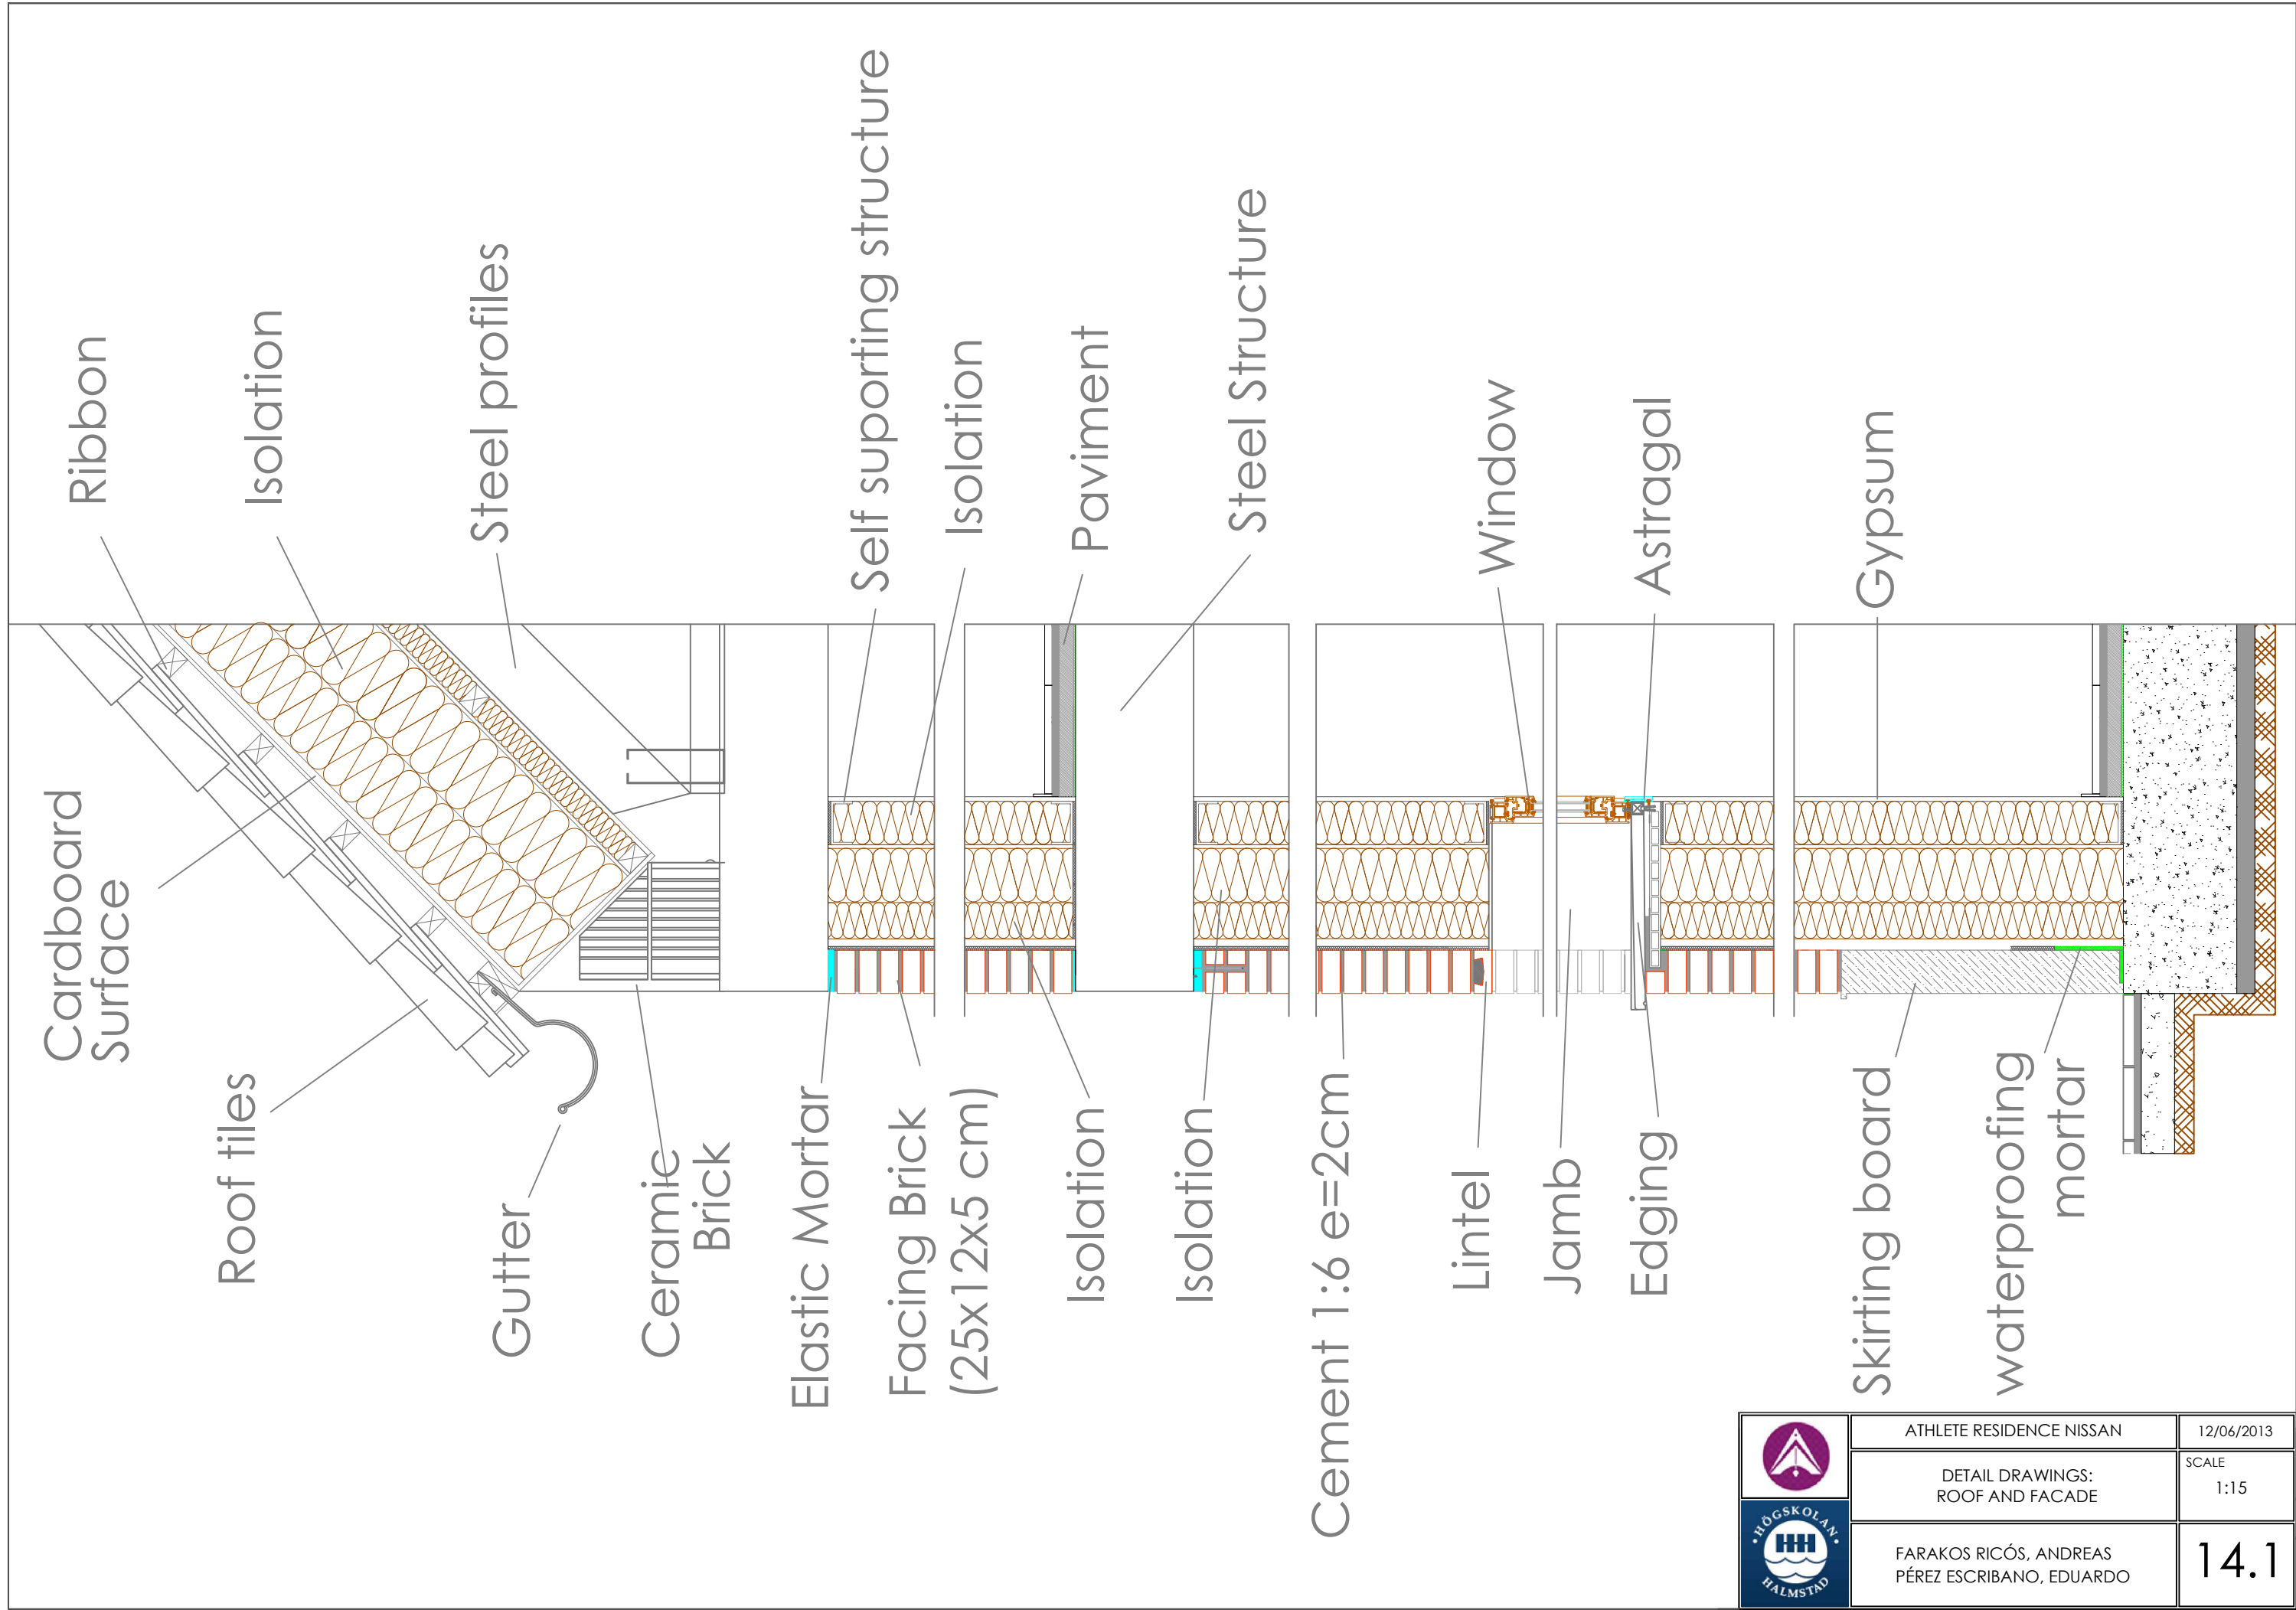 Ribbon
Isolation
Steel profiles
Self supporting structure
Isolation
Paviment
Steel Structure
Window
Astragal
Gypsum
Cardboard
Surface
Roof tiles
Gutter
Ceramic
Brick
Elastic Mortar
Facing Brick
(25x12x5 cm)
Isolation
Isolation
Cement 1:6 e=2cm
Lintel
Jamb
Edging
Skirting board
waterproofing
mortar
ATHLETE RESIDENCE NISSAN
12/06/2013
DETAIL DRAWINGS:
ROOF AND FACADE
SCALE
1:15
HÖGSKOLAN
HALMSTAD
FARAKOS RICÓS, ANDREAS
PÉREZ ESCRIBANO, EDUARDO
14.1